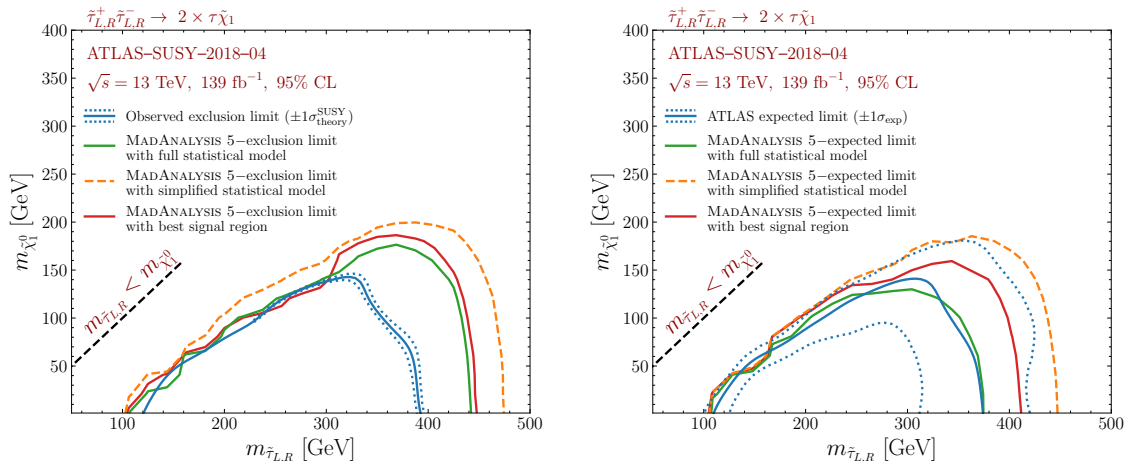 τ̃⁺_{L,R} τ̃⁻_{L,R} → 2 × τχ̃₁
ATLAS–SUSY–2018–04
√s = 13 TeV, 139 fb⁻¹, 95% CL
Observed exclusion limit (±1σ^{SUSY}_{theory})
MADANALYSIS 5–exclusion limit
with full statistical model
MADANALYSIS 5–exclusion limit
with simplified statistical model
MADANALYSIS 5–exclusion limit
with best signal region
m_{τ̃_{L,R}} < m_{χ̃₁⁰}
m_{χ̃₁⁰} [GeV]
400
350
300
250
200
150
100
50
100 200 300 400 500
m_{τ̃_{L,R}} [GeV]
τ̃⁺_{L,R} τ̃⁻_{L,R} → 2 × τχ̃₁
ATLAS–SUSY–2018–04
√s = 13 TeV, 139 fb⁻¹, 95% CL
ATLAS expected limit (±1σ_{exp})
MADANALYSIS 5–expected limit
with full statistical model
MADANALYSIS 5–expected limit
with simplified statistical model
MADANALYSIS 5–expected limit
with best signal region
m_{τ̃_{L,R}} < m_{χ̃₁⁰}
m_{χ̃₁⁰} [GeV]
400
350
300
250
200
150
100
50
100 200 300 400 500
m_{τ̃_{L,R}} [GeV]